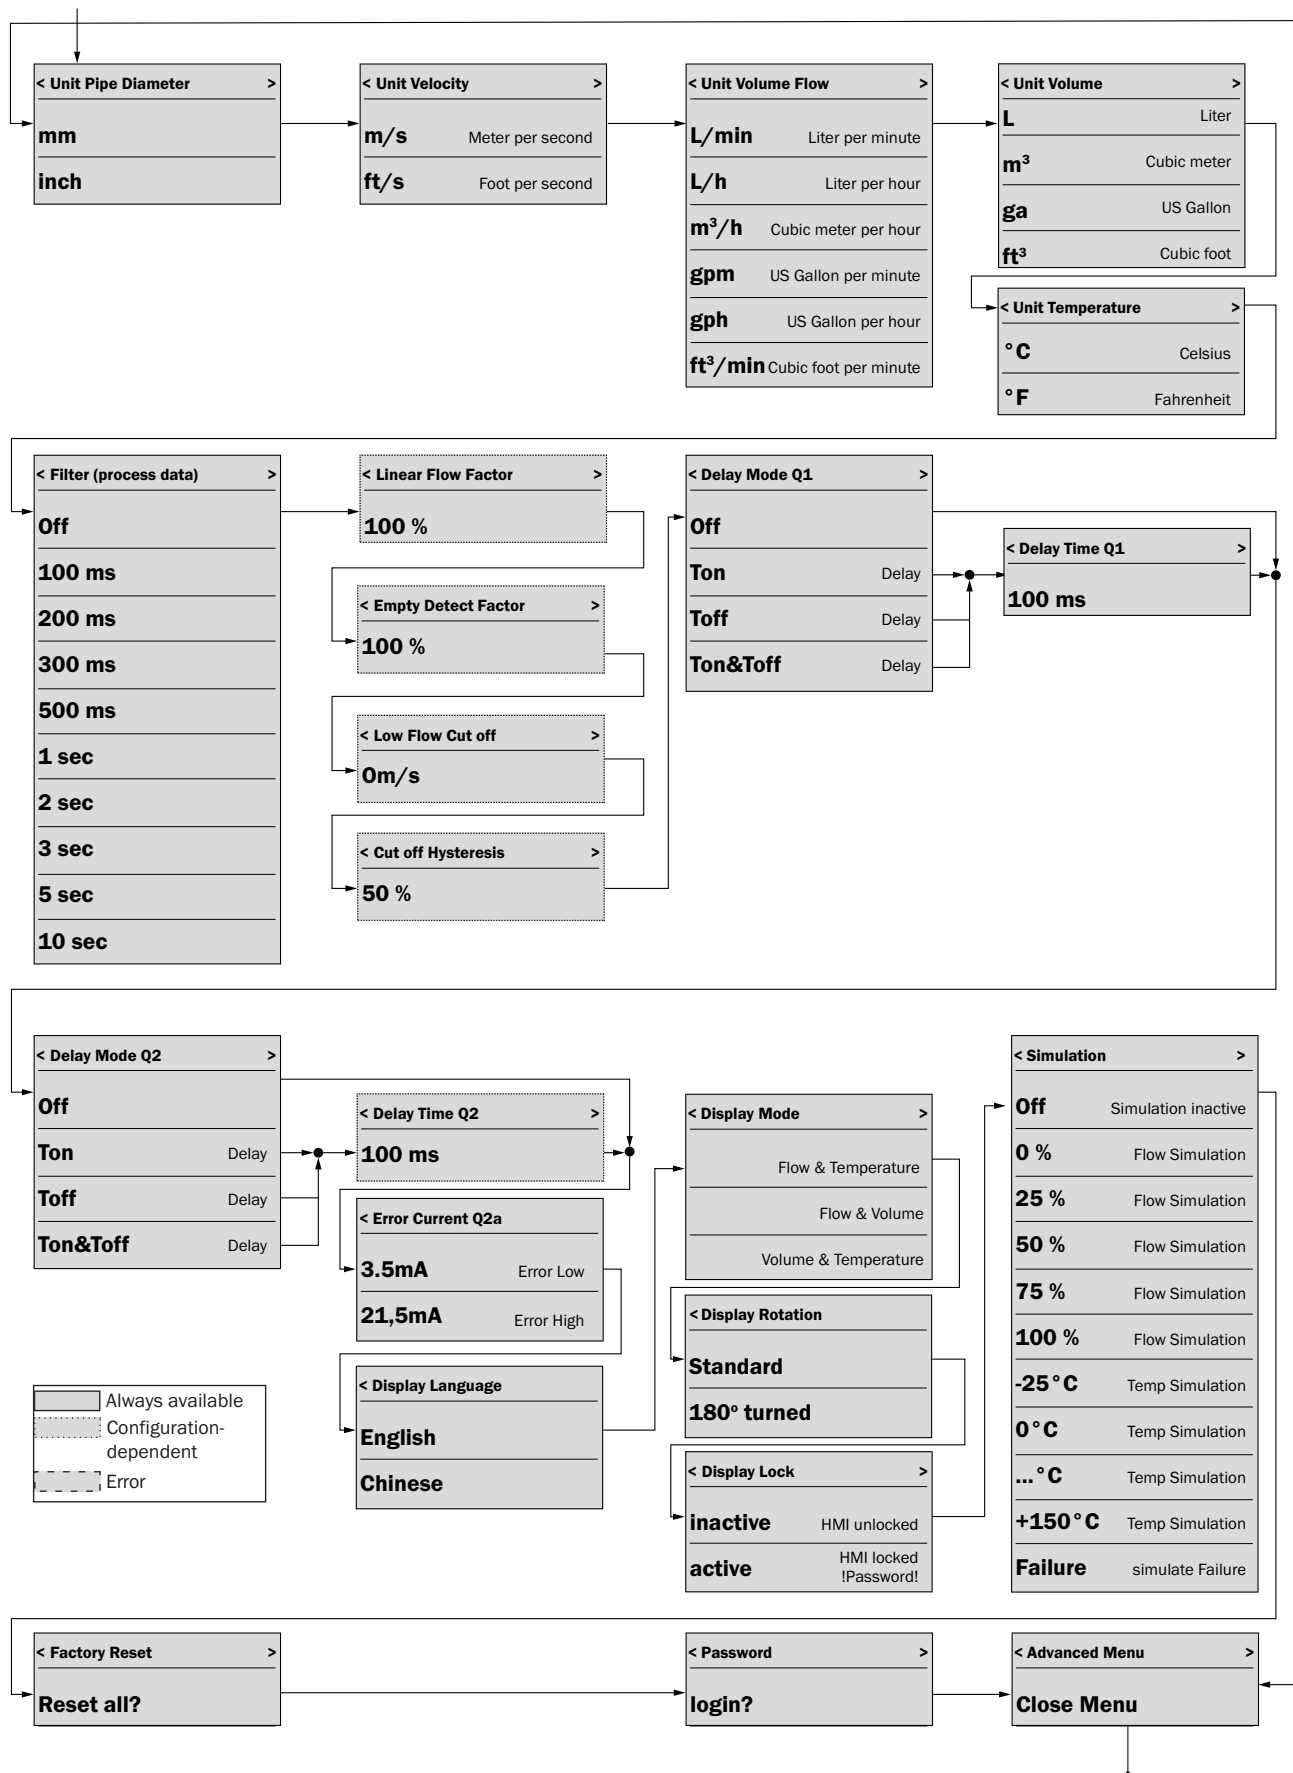 < Unit Pipe Diameter >
mm
inch
< Unit Velocity >
m/s Meter per second
ft/s Foot per second
< Unit Volume Flow >
L/min Liter per minute
L/h Liter per hour
m³/h Cubic meter per hour
gpm US Gallon per minute
gph US Gallon per hour
ft³/min Cubic foot per minute
< Unit Volume >
L Liter
m³ Cubic meter
ga US Gallon
ft³ Cubic foot
< Unit Temperature >
°C Celsius
°F Fahrenheit
< Filter (process data) >
Off
100 ms
200 ms
300 ms
500 ms
1 sec
2 sec
3 sec
5 sec
10 sec
< Linear Flow Factor >
100 %
< Empty Detect Factor >
100 %
< Low Flow Cut off >
0m/s
< Cut off Hysteresis >
50 %
< Delay Mode Q1 >
Off
Ton Delay
Toff Delay
Ton&Toff Delay
< Delay Time Q1 >
100 ms
< Delay Mode Q2 >
Off
Ton Delay
Toff Delay
Ton&Toff Delay
< Delay Time Q2 >
100 ms
< Error Current Q2a
3.5mA Error Low
21,5mA Error High
< Display Language
English
Chinese
< Display Mode >
Flow & Temperature
Flow & Volume
Volume & Temperature
< Display Rotation
Standard
180º turned
< Display Lock >
inactive HMI unlocked
active HMI locked
!Password!
< Simulation >
Off Simulation inactive
0 % Flow Simulation
25 % Flow Simulation
50 % Flow Simulation
75 % Flow Simulation
100 % Flow Simulation
-25°C Temp Simulation
0°C Temp Simulation
...°C Temp Simulation
+150°C Temp Simulation
Failure simulate Failure
Always available
Configuration-
dependent
Error
< Factory Reset >
Reset all?
< Password >
login?
< Advanced Menu >
Close Menu